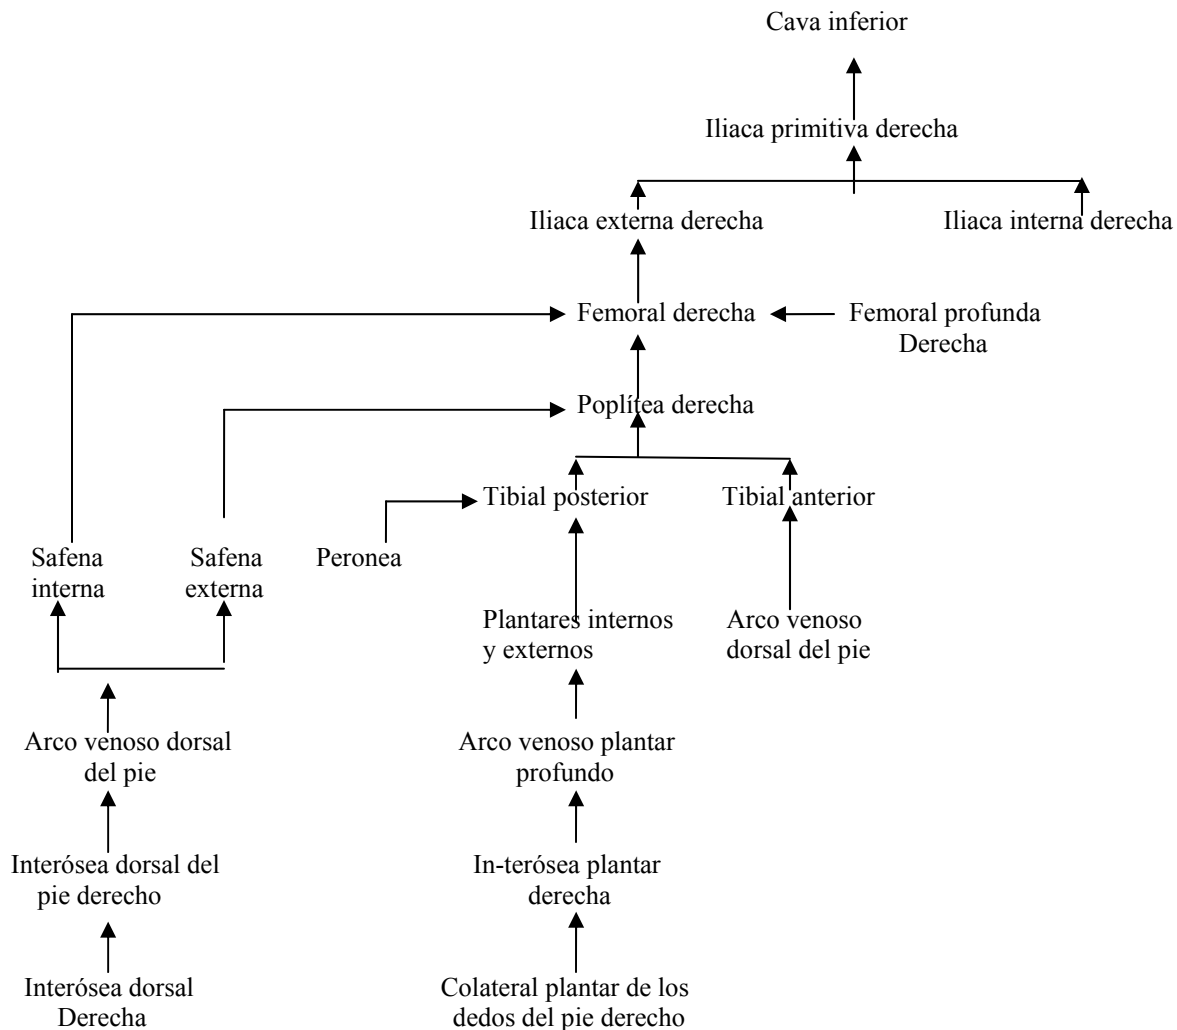 Cava inferior
Iliaca primitiva derecha
Iliaca externa derecha
Iliaca interna derecha
Femoral derecha
Femoral profunda
Derecha
Poplítea derecha
Tibial posterior
Tibial anterior
Safena
interna
Safena
externa
Peronea
Plantares internos
y externos
Arco venoso
dorsal del pie
Arco venoso dorsal
del pie
Arco venoso plantar
profundo
Interósea dorsal del
pie derecho
In-terósea plantar
derecha
Interósea dorsal
Derecha
Colateral plantar de los
dedos del pie derecho